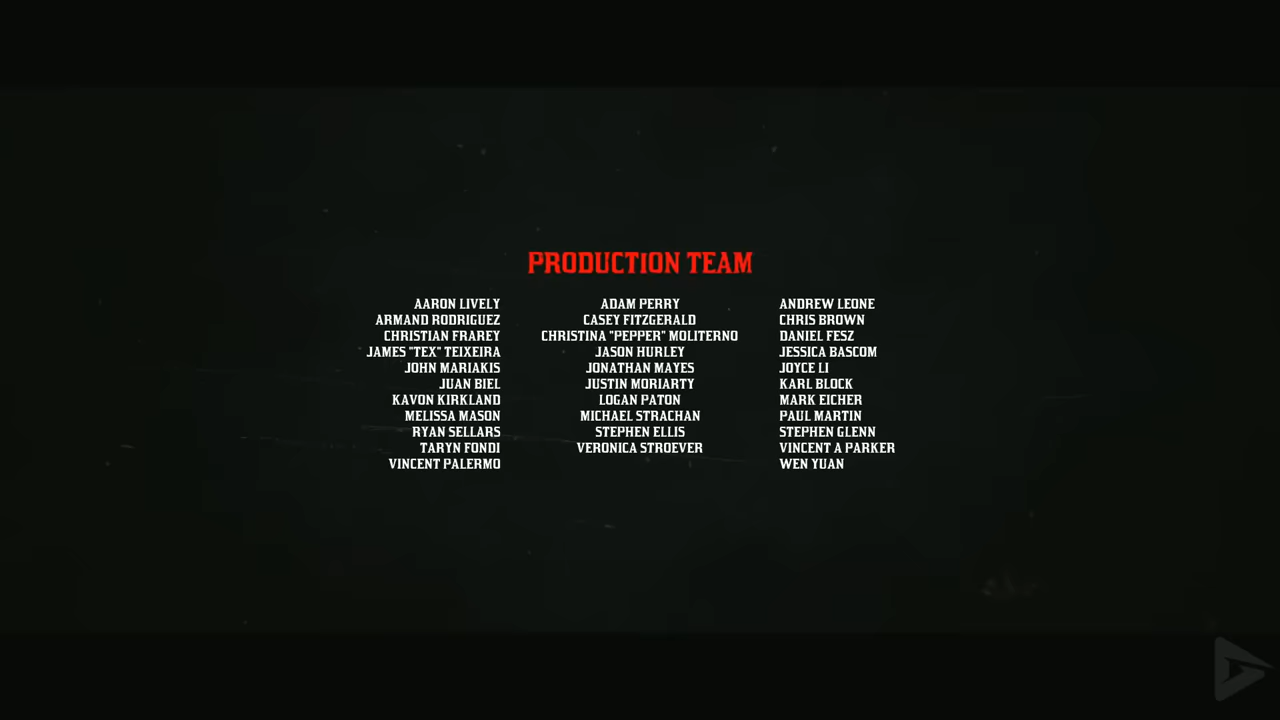 PRODUCTION TEAM
AARON LIVELY ADAM PERRY ANDREW LEONE
ARMAND RODRIGUEZ CASEY FITZGERALD CHRIS BROWN
CHRISTIAN FRAREY CHRISTINA "PEPPER" MOLITERNO DANIEL FESZ
JAMES "TEX" TEIXEIRA JASON HURLEY JESSICA BASCOM
JOHN MARIAKIS JONATHAN MAYES JOYCE LI
JUAN BIEL JUSTIN MORIARTY KARL BLOCK
KAVON KIRKLAND LOGAN PATON MARK EICHER
MELISSA MASON MICHAEL STRACHAN PAUL MARTIN
RYAN SELLARS STEPHEN ELLIS STEPHEN GLENN
TARYN FONDI VERONICA STROEVER VINCENT A PARKER
VINCENT PALERMO WEN YUAN